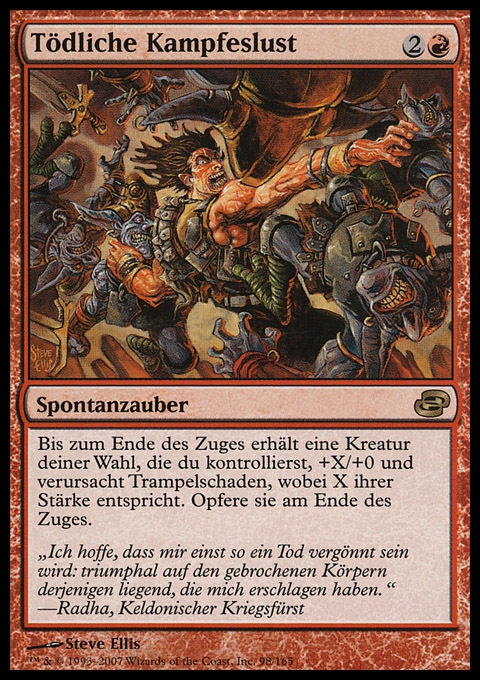 Tödliche Kampfeslust 2
STEVE
ELLIS
Spontanzauber
Bis zum Ende des Zuges erhält eine Kreatur
deiner Wahl, die du kontrollierst, +X/+0 und
verursacht Trampelschaden, wobei X ihrer
Stärke entspricht. Opfere sie am Ende des
Zuges.
„Ich hoffe, dass mir einst so ein Tod vergönnt sein
wird: triumphal auf den gebrochenen Körpern
derjenigen liegend, die mich erschlagen haben.“
—Radha, Keldonischer Kriegsfürst
Steve Ellis
™ & © 1993-2007 Wizards of the Coast, Inc. 98/165